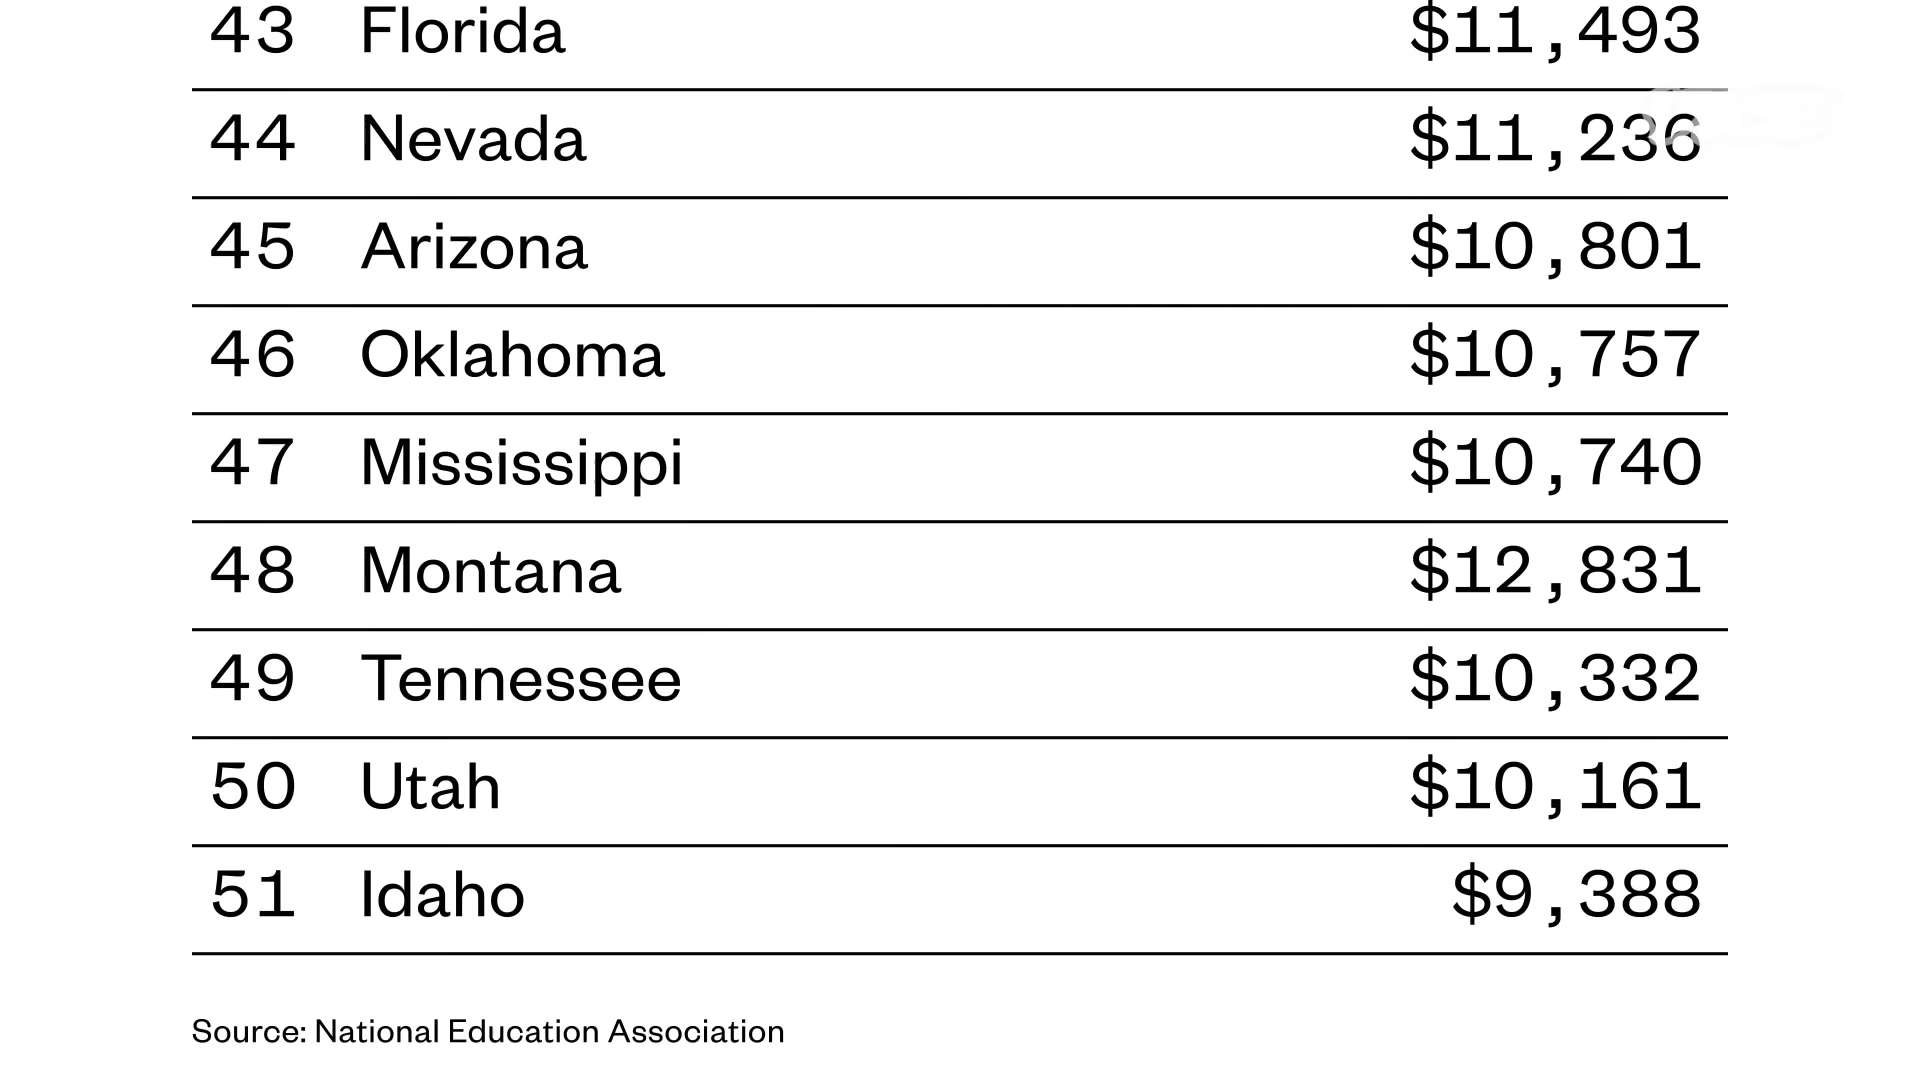 43 Florida $11,493
44 Nevada $11,236
45 Arizona $10,801
46 Oklahoma $10,757
47 Mississippi $10,740
48 Montana $12,831
49 Tennessee $10,332
50 Utah $10,161
51 Idaho $9,388
Source: National Education Association